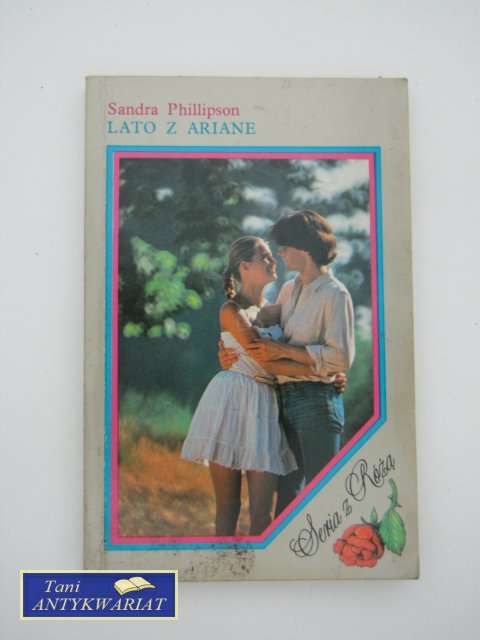 Sandra Phillipson
LATO Z ARIANE
Seria z Różą
Tani
ANTYKWARIAT